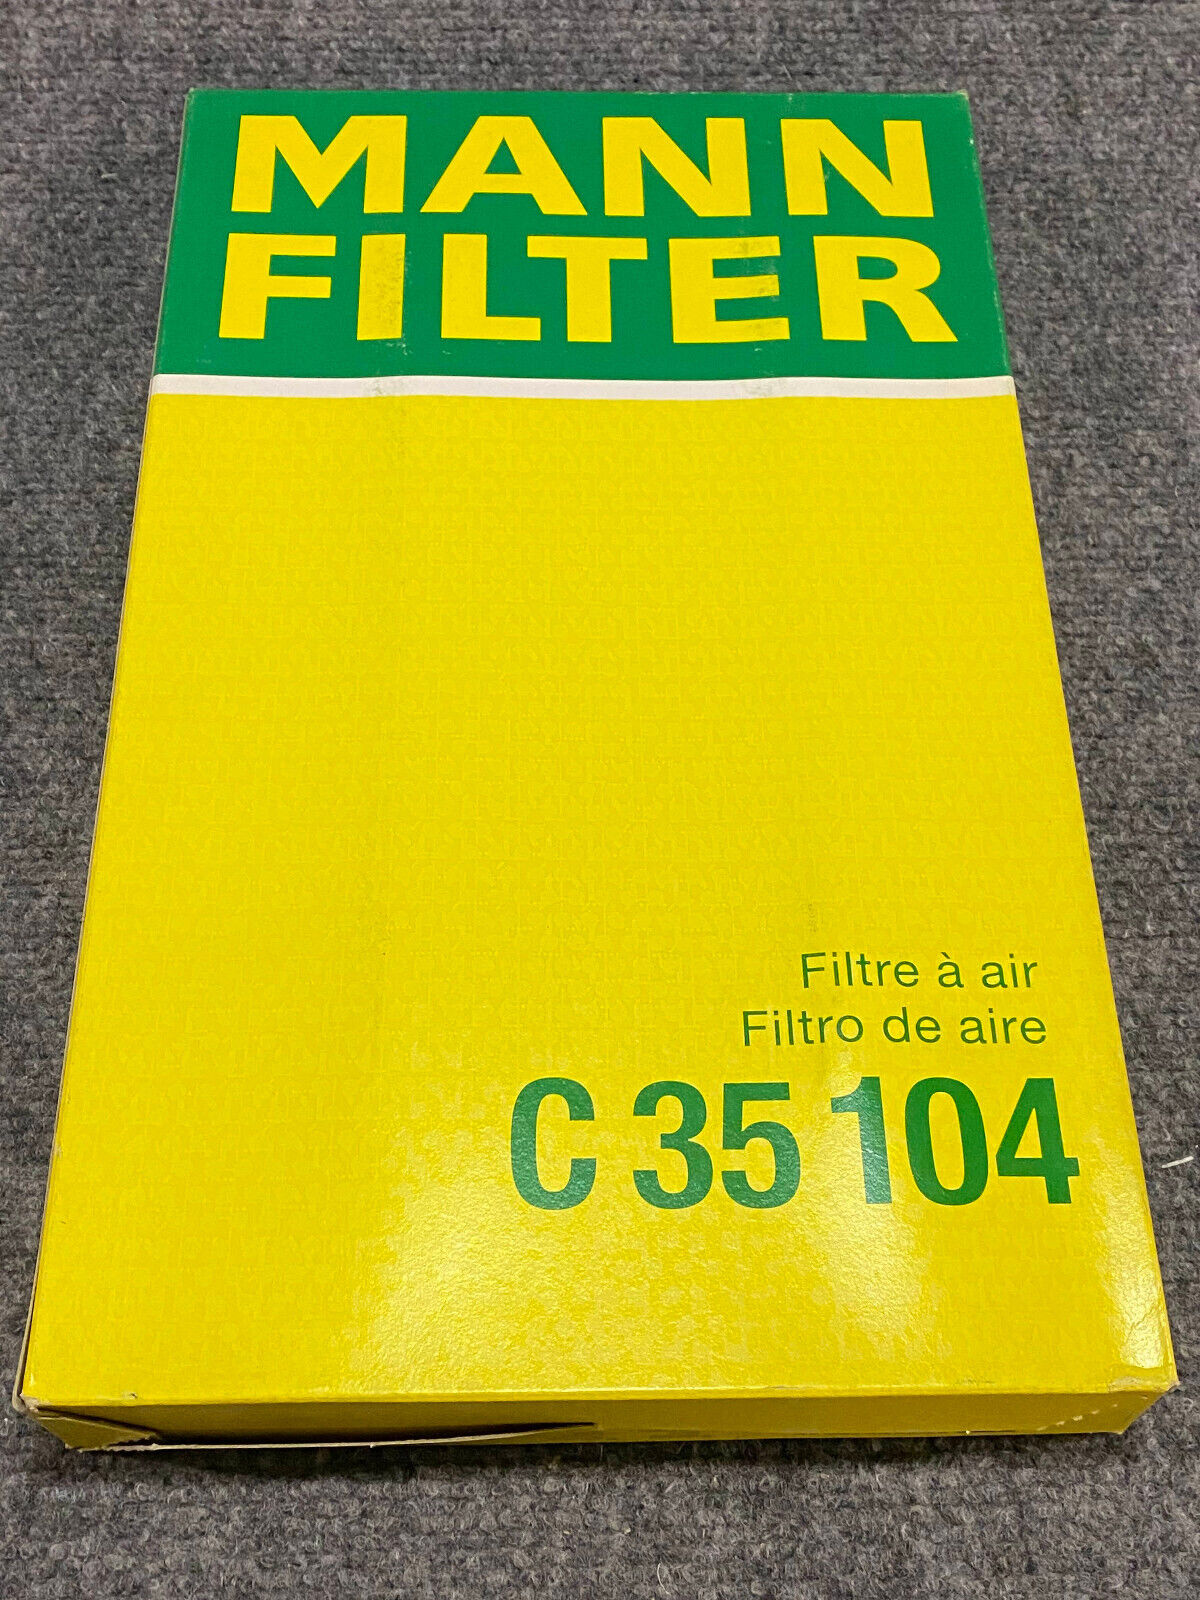 MANN
FILTER
Filtre à air
Filtro de aire
C 35 104